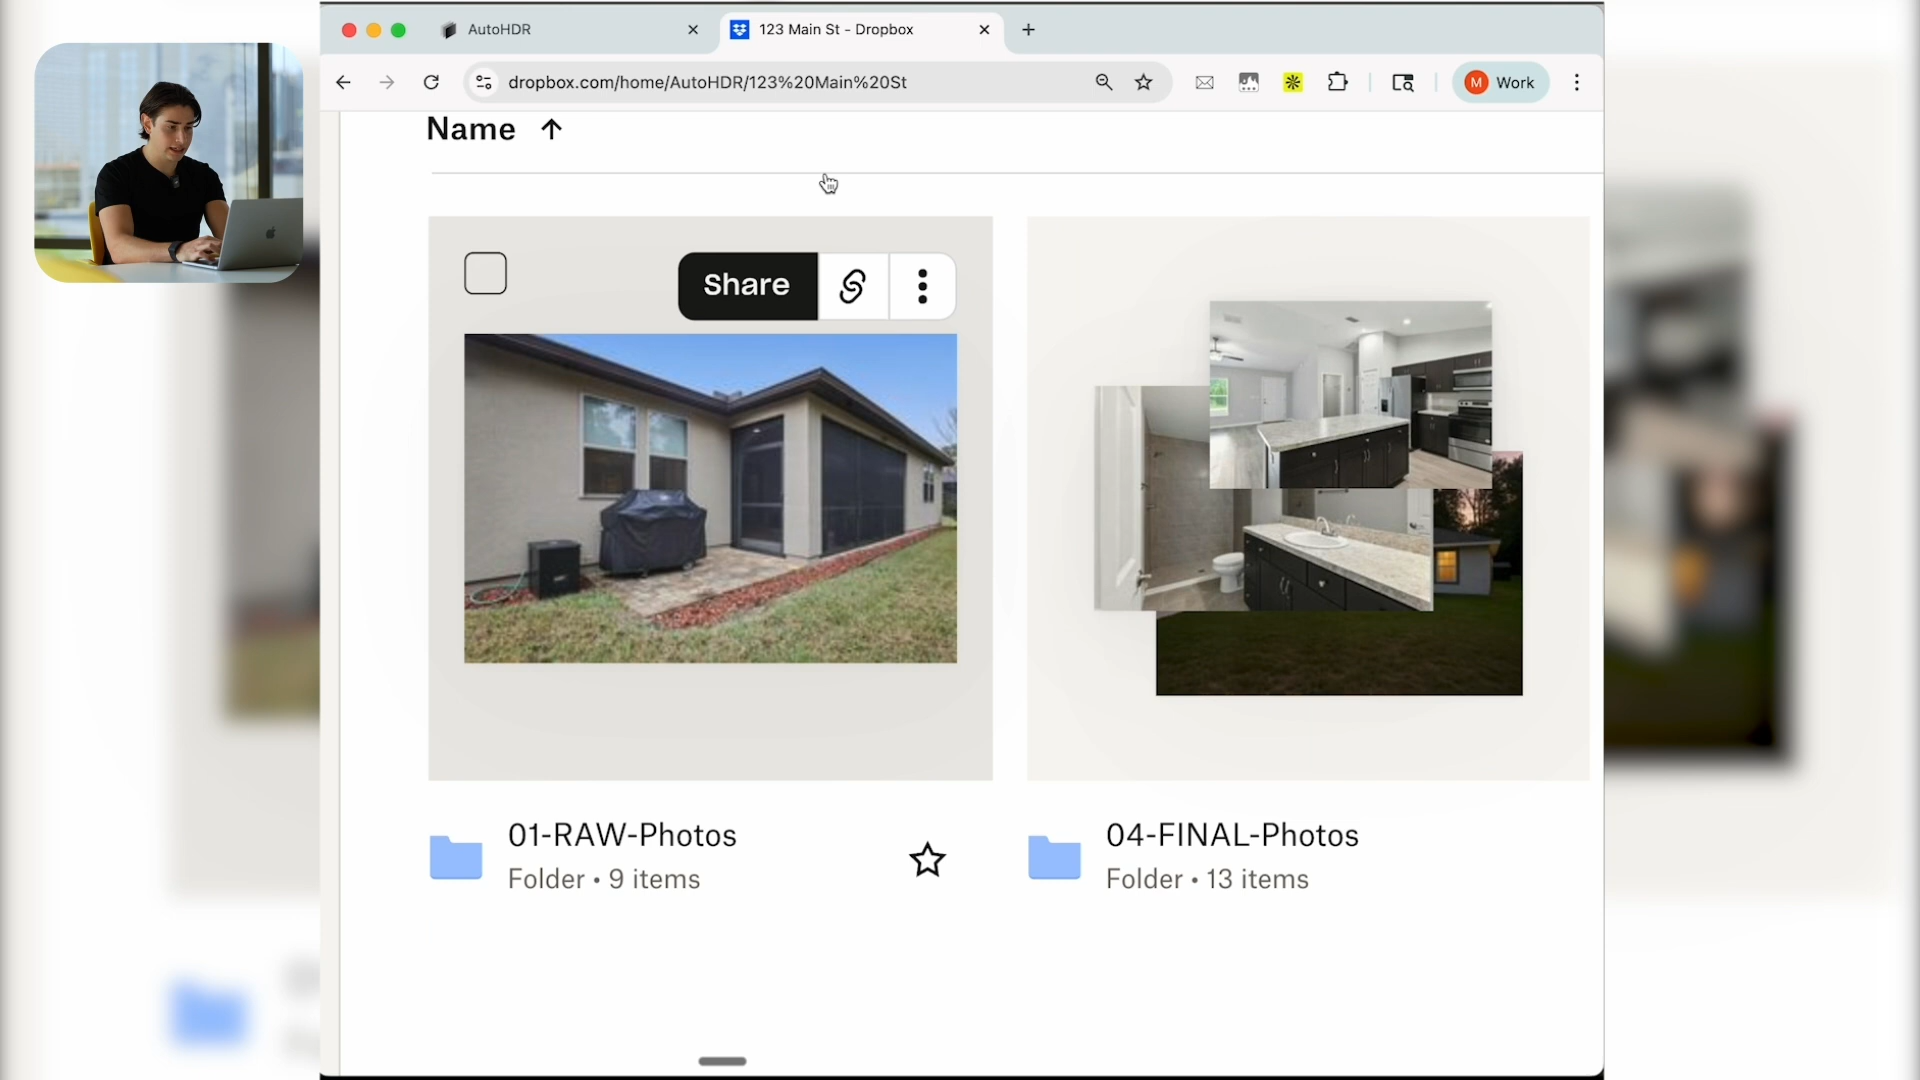 AutoHDR
123 Main St - Dropbox
dropbox.com/home/AutoHDR/123%20Main%20St
M Work
Name
Share
01-RAW-Photos
Folder • 9 items
04-FINAL-Photos
Folder • 13 items